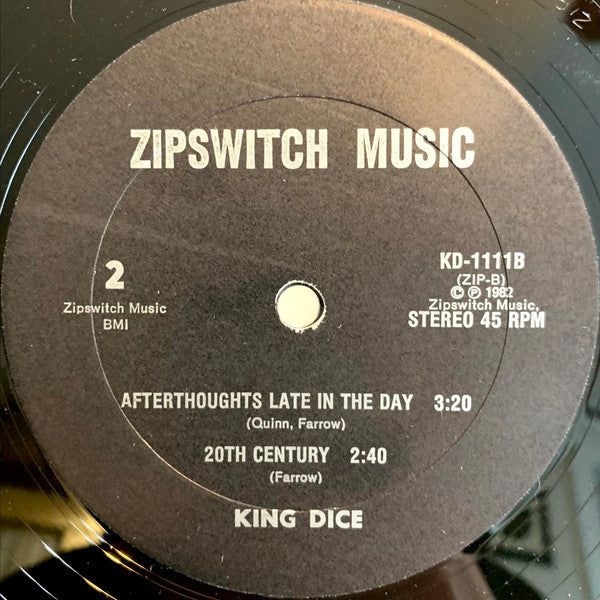 ZIPSWITCH MUSIC
2
Zipswitch Music
BMI
KD-1111B
(ZIP-B)
© ℗ 1982
Zipswitch Music,
STEREO 45 RPM
AFTERTHOUGHTS LATE IN THE DAY 3:20
(Quinn, Farrow)
20TH CENTURY 2:40
(Farrow)
KING DICE